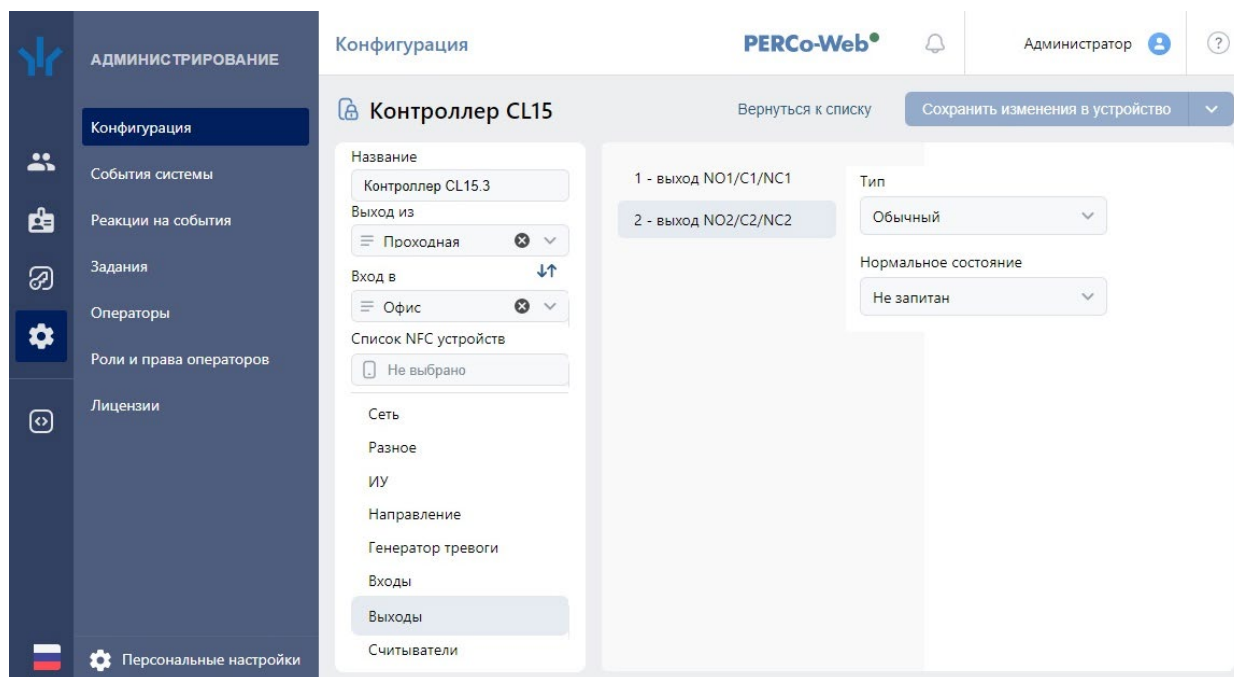 АДМИНИСТРИРОВАНИЕ
Конфигурация
События системы
Реакции на события
Задания
Операторы
Роли и права операторов
Лицензии
Персональные настройки
Конфигурация
PERCo-Web
Администратор
?
Контроллер CL15
Вернуться к списку
Сохранить изменения в устройство
Название
Контроллер CL15.3
Выход из
Проходная
Вход в
Офис
Список NFC устройств
Не выбрано
Сеть
Разное
ИУ
Направление
Генератор тревоги
Входы
Выходы
Считыватели
1 - выход NO1/C1/NC1
2 - выход NO2/C2/NC2
Тип
Обычный
Нормальное состояние
Не запитан